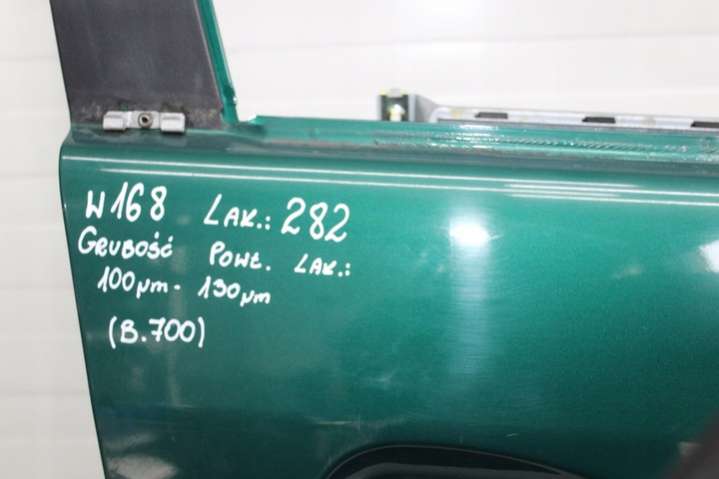 W168 LAK.: 282
GRUBOŚĆ POWŁ. LAK.:
100µm - 130µm
(B.700)